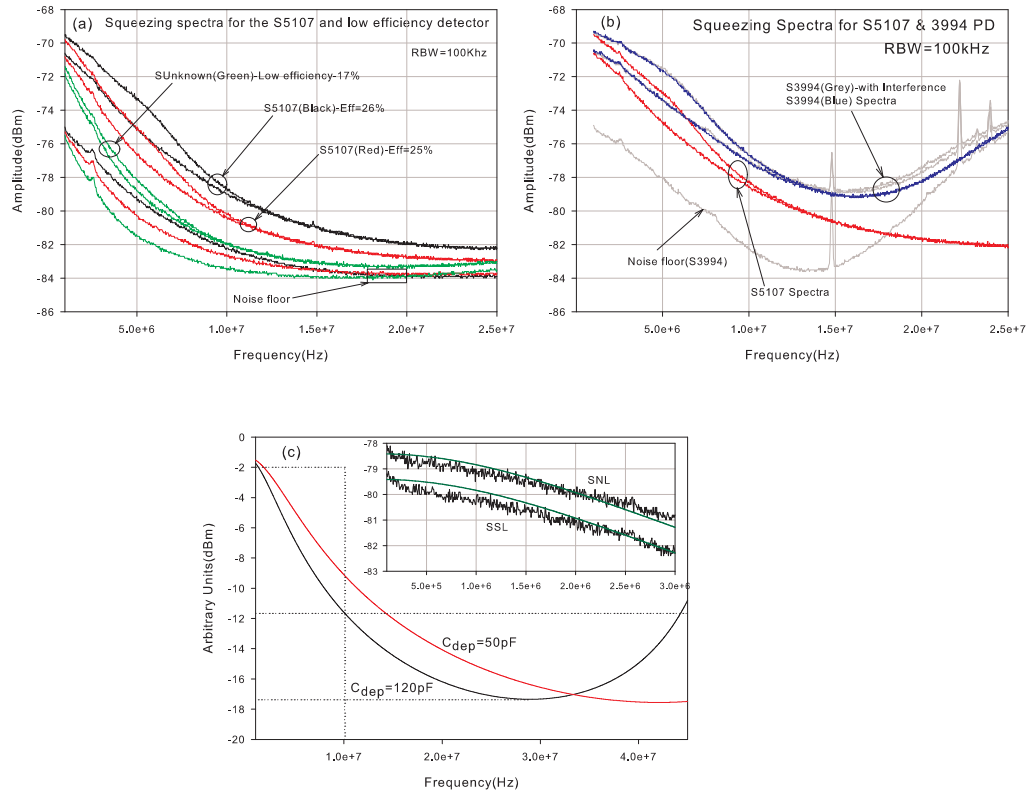 (a)
Squeezing spectra for the S5107 and low efficiency detector
RBW=100Khz
SUnknown(Green)-Low efficiency-17%
S5107(Black)-Eff=26%
S5107(Red)-Eff=25%
Noise floor
Amplitude(dBm)
-68
-70
-72
-74
-76
-78
-80
-82
-84
-86
5.0e+6
1.0e+7
1.5e+7
2.0e+7
2.5e+7
Frequency(Hz)
(b)
Squeezing Spectra for S5107 & 3994 PD
RBW=100kHz
S3994(Grey)-with Interference
S3994(Blue) Spectra
Noise floor(S3994)
S5107 Spectra
Amplitude(dBm)
-68
-70
-72
-74
-76
-78
-80
-82
-84
-86
5.0e+6
1.0e+7
1.5e+7
2.0e+7
2.5e+7
Frequency(Hz)
(c)
Arbitrary Units(dBm)
0
-2
-4
-6
-8
-10
-12
-14
-16
-18
-20
-78
-79
-80
-81
-82
-83
SNL
SSL
5.0e+5
1.0e+6
1.5e+6
2.0e+6
2.5e+6
3.0e+6
Cdep=50pF
Cdep=120pF
1.0e+7
2.0e+7
3.0e+7
4.0e+7
Frequency(Hz)